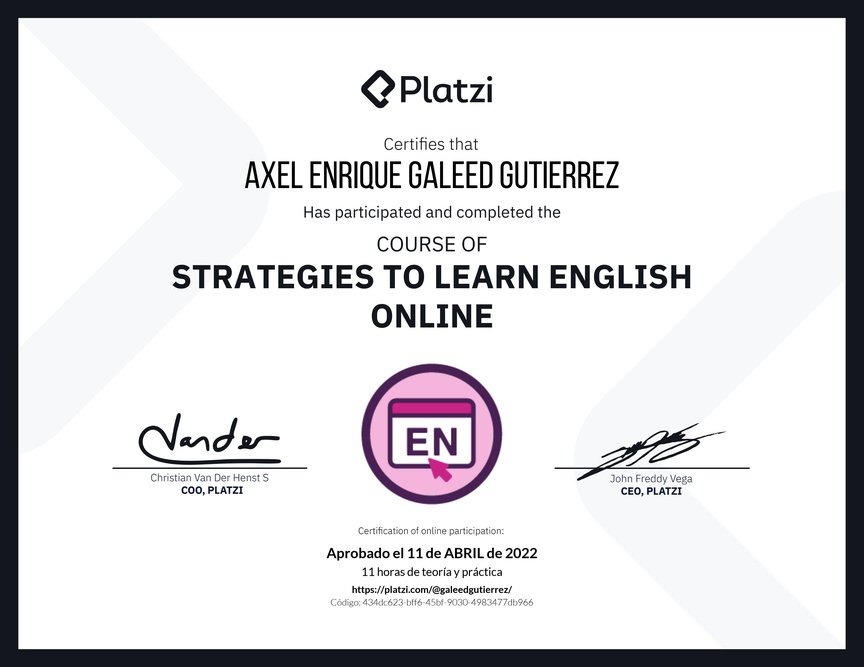 Platzi
Certifies that
AXEL ENRIQUE GALEED GUTIERREZ
Has participated and completed the
COURSE OF
STRATEGIES TO LEARN ENGLISH
ONLINE
EN
Vander
Christian Van Der Henst S
COO, PLATZI
John Freddy Vega
CEO, PLATZI
Certification of online participation:
Aprobado el 11 de ABRIL de 2022
11 horas de teoría y práctica
https://platzi.com/@galeedgutierrez/
Código: 434dc623-bff6-45bf-9030-4983477db966